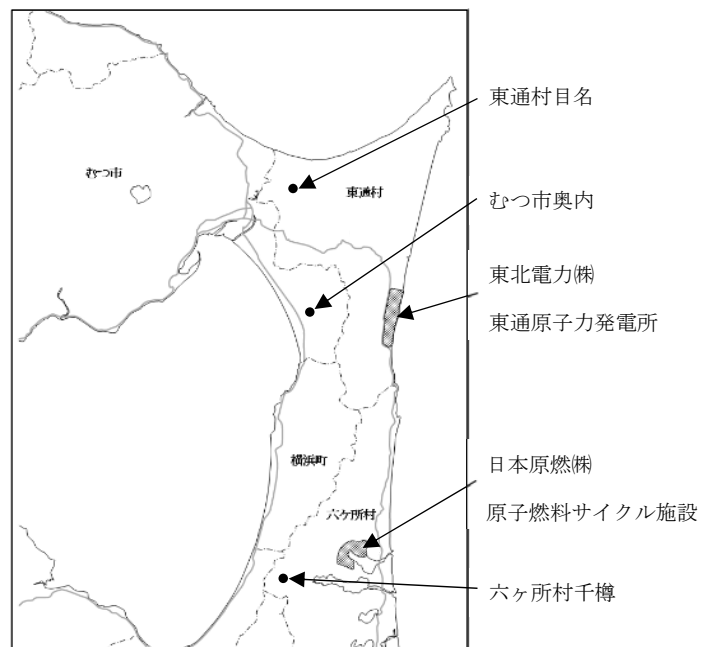 東通村目名
むつ市
東通村
むつ市奥内
東北電力㈱
東通原子力発電所
横浜町
日本原燃㈱
六ヶ所村
原子燃料サイクル施設
六ヶ所村千樽